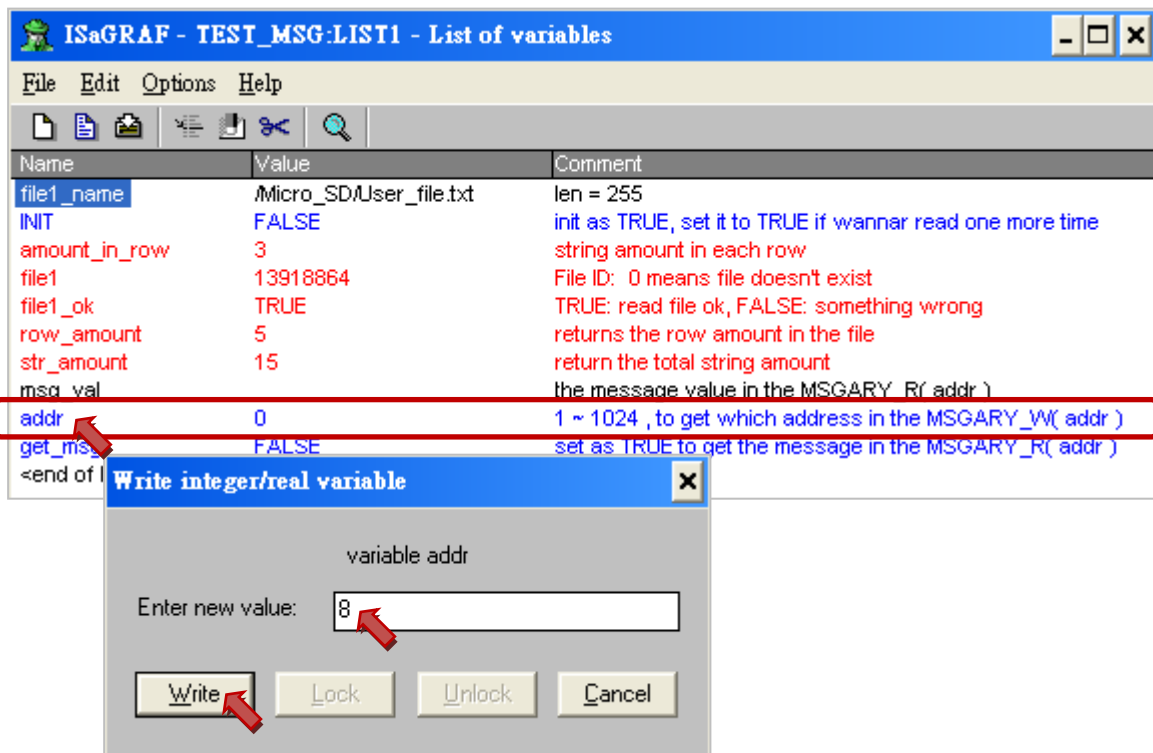 ISaGRAF - TEST_MSG:LIST1 - List of variables
File Edit Options Help
Name Value Comment
file1_name /Micro_SD/User_file.txt len = 255
INIT FALSE init as TRUE, set it to TRUE if wannar read one more time
amount_in_row 3 string amount in each row
file1 13918864 File ID: 0 means file doesn't exist
file1_ok TRUE TRUE: read file ok, FALSE: something wrong
row_amount 5 returns the row amount in the file
str_amount 15 return the total string amount
msg_val the message value in the MSGARY_R( addr )
addr 0 1 ~ 1024 , to get which address in the MSGARY_W( addr )
get_msg FALSE set as TRUE to get the message in the MSGARY_R( addr )
<end of l
Write integer/real variable
variable addr
Enter new value: 8
Write Lock Unlock Cancel